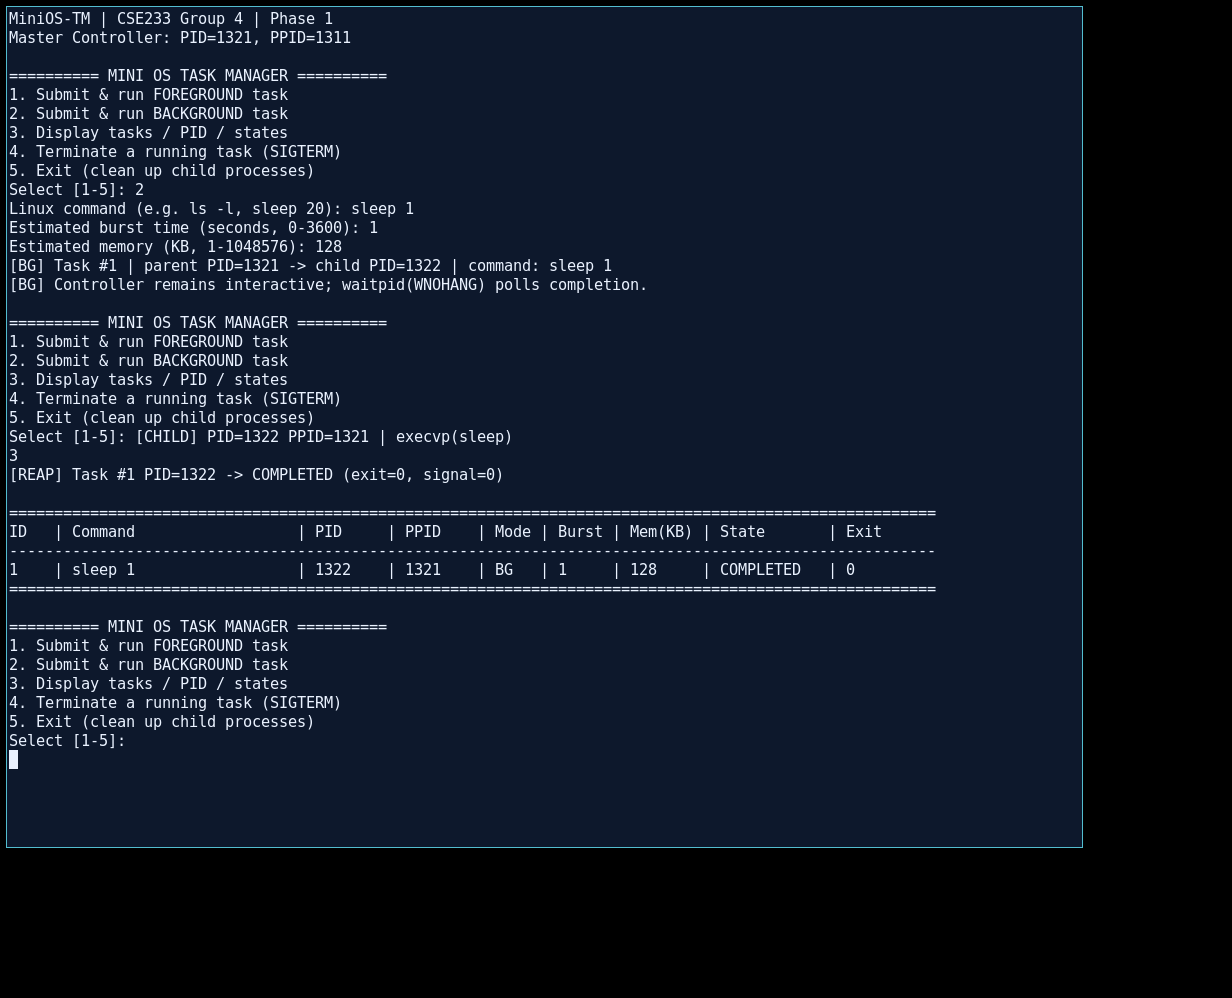 MiniOS-TM | CSE233 Group 4 | Phase 1
Master Controller: PID=1321, PPID=1311
========== MINI OS TASK MANAGER ==========
1. Submit & run FOREGROUND task
2. Submit & run BACKGROUND task
3. Display tasks / PID / states
4. Terminate a running task (SIGTERM)
5. Exit (clean up child processes)
Select [1-5]: 2
Linux command (e.g. ls -l, sleep 20): sleep 1
Estimated burst time (seconds, 0-3600): 1
Estimated memory (KB, 1-1048576): 128
[BG] Task #1 | parent PID=1321 -> child PID=1322 | command: sleep 1
[BG] Controller remains interactive; waitpid(WNOHANG) polls completion.
========== MINI OS TASK MANAGER ==========
1. Submit & run FOREGROUND task
2. Submit & run BACKGROUND task
3. Display tasks / PID / states
4. Terminate a running task (SIGTERM)
5. Exit (clean up child processes)
Select [1-5]: [CHILD] PID=1322 PPID=1321 | execvp(sleep)
3
[REAP] Task #1 PID=1322 -> COMPLETED (exit=0, signal=0)
=======================================================================================================
ID   | Command                  | PID     | PPID    | Mode | Burst | Mem(KB) | State       | Exit
-------------------------------------------------------------------------------------------------------
1    | sleep 1                  | 1322    | 1321    | BG   | 1     | 128     | COMPLETED   | 0
=======================================================================================================
========== MINI OS TASK MANAGER ==========
1. Submit & run FOREGROUND task
2. Submit & run BACKGROUND task
3. Display tasks / PID / states
4. Terminate a running task (SIGTERM)
5. Exit (clean up child processes)
Select [1-5]: